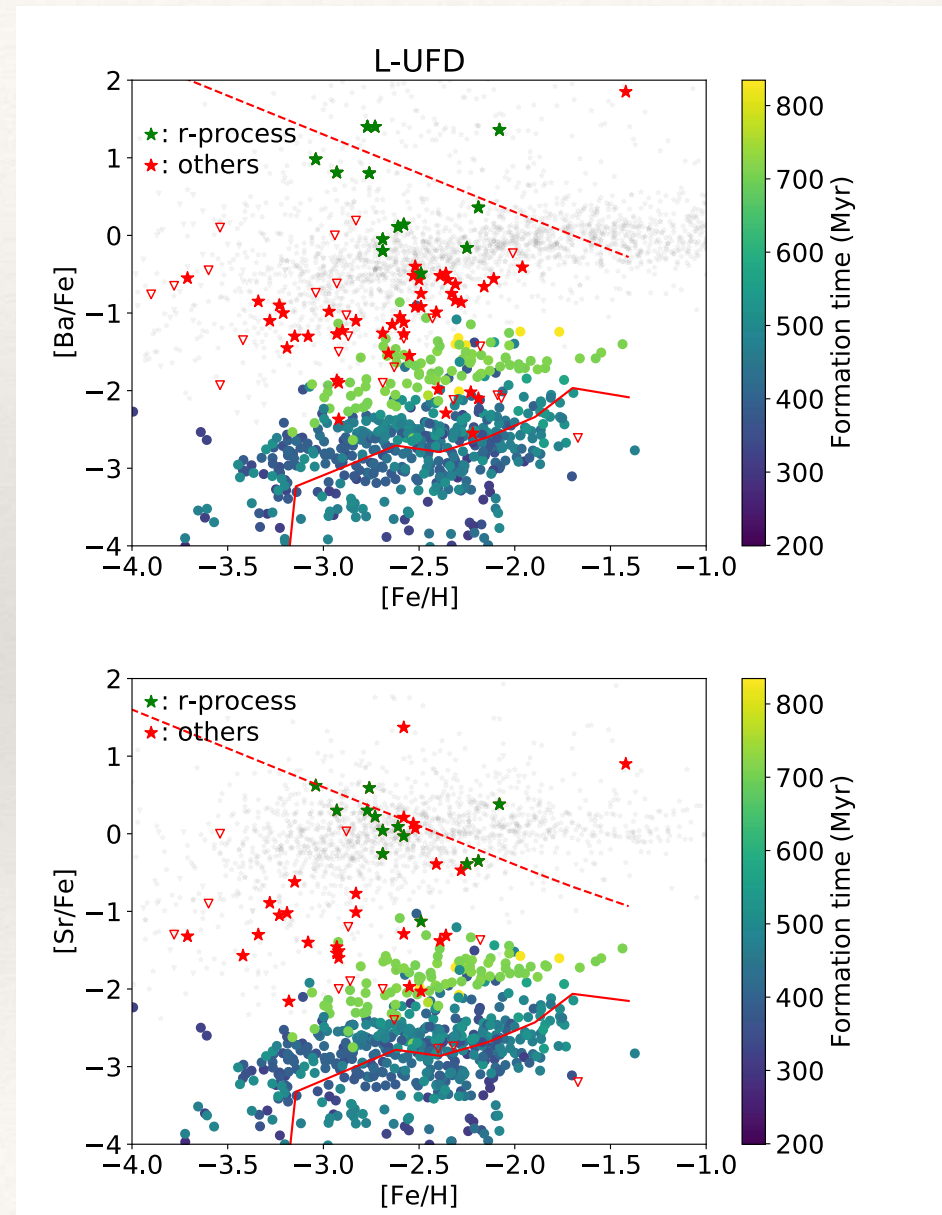 L-UFD
2
1
0
−1
−2
−3
−4
[Ba/Fe]
★: r-process
★: others
−4.0 −3.5 −3.0 −2.5 −2.0 −1.5 −1.0
[Fe/H]
800
700
600
500
400
300
200
Formation time (Myr)
2
1
0
−1
−2
−3
−4
[Sr/Fe]
★: r-process
★: others
−4.0 −3.5 −3.0 −2.5 −2.0 −1.5 −1.0
[Fe/H]
800
700
600
500
400
300
200
Formation time (Myr)